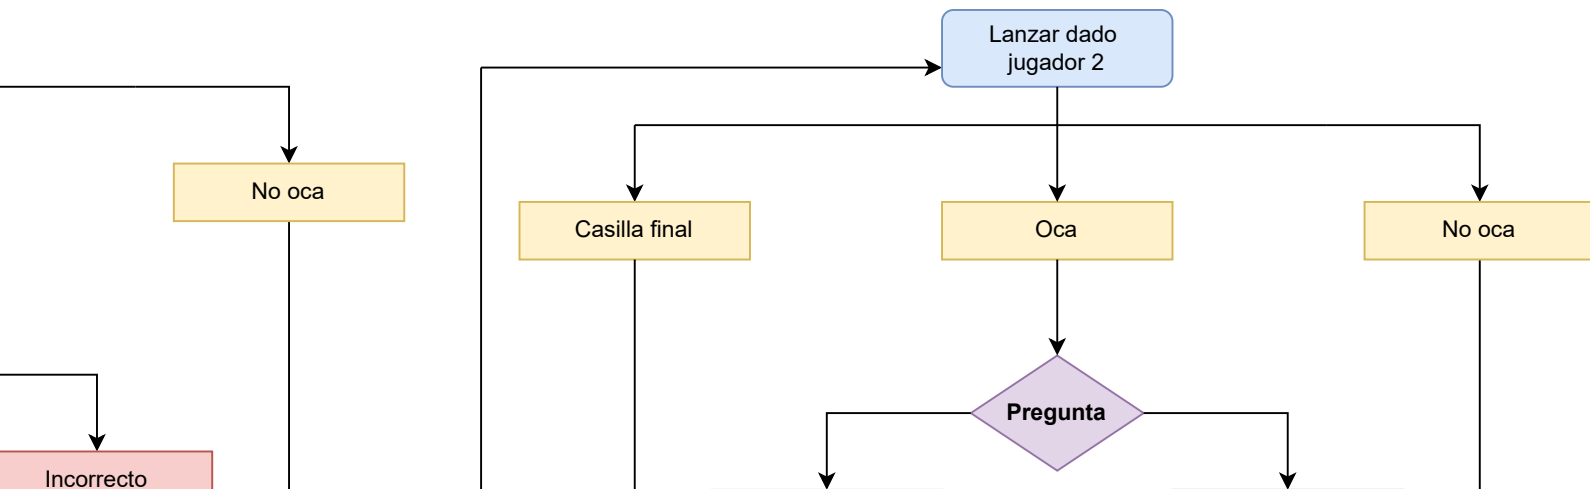 Lanzar dado
jugador 2
No oca
Casilla final
Oca
No oca
Pregunta
Incorrecto